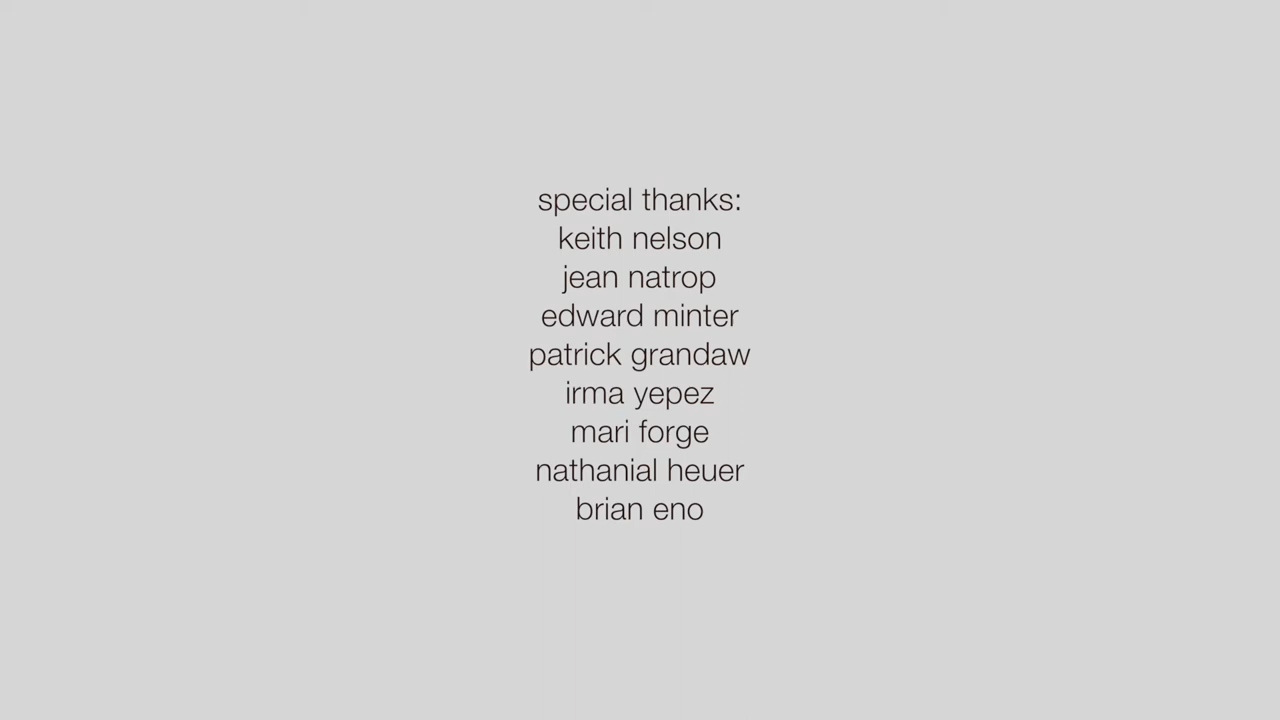 special thanks:
keith nelson
jean natrop
edward minter
patrick grandaw
irma yepez
mari forge
nathanial heuer
brian eno